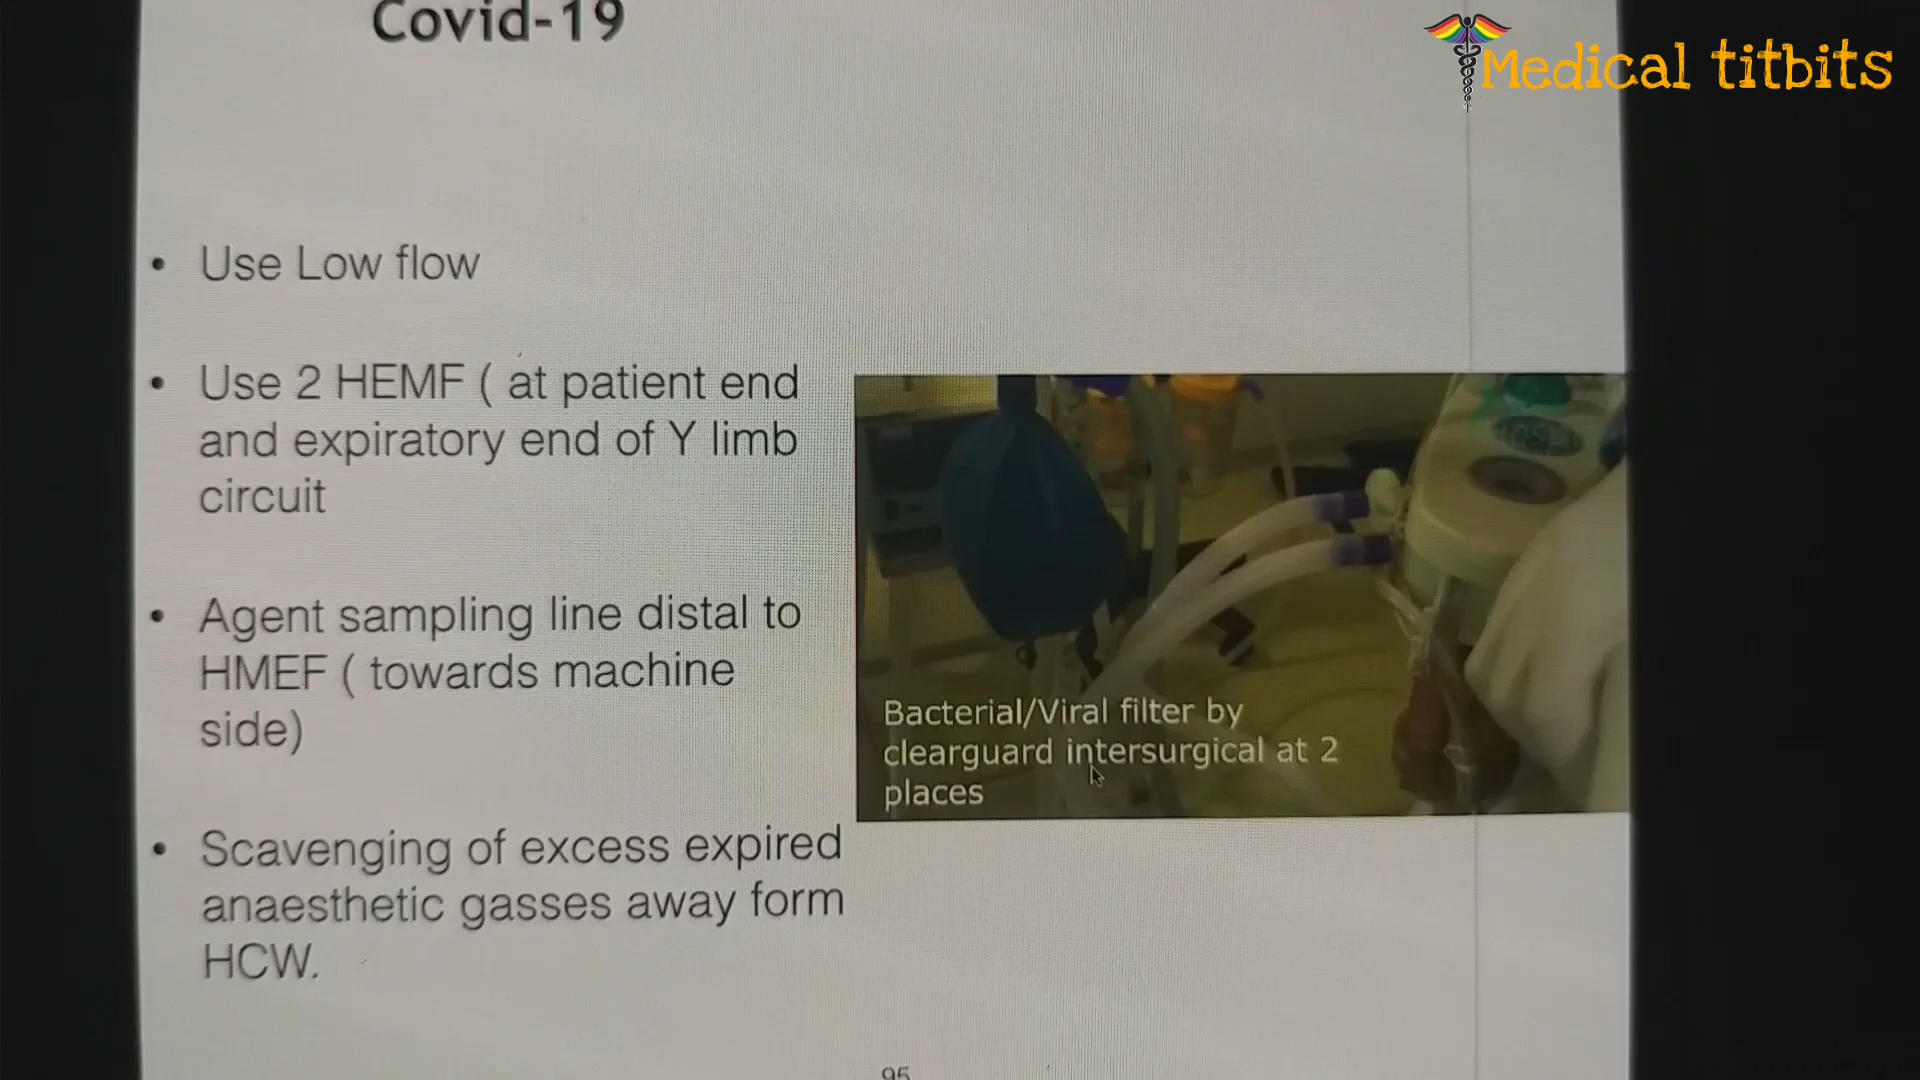 Covid-19
Medical titbits
• Use Low flow
• Use 2 HEMF ( at patient end
and expiratory end of Y limb
circuit
• Agent sampling line distal to
HMEF ( towards machine
side)
Bacterial/Viral filter by
clearguard intersurgical at 2
places
• Scavenging of excess expired
anaesthetic gasses away form
HCW.
95